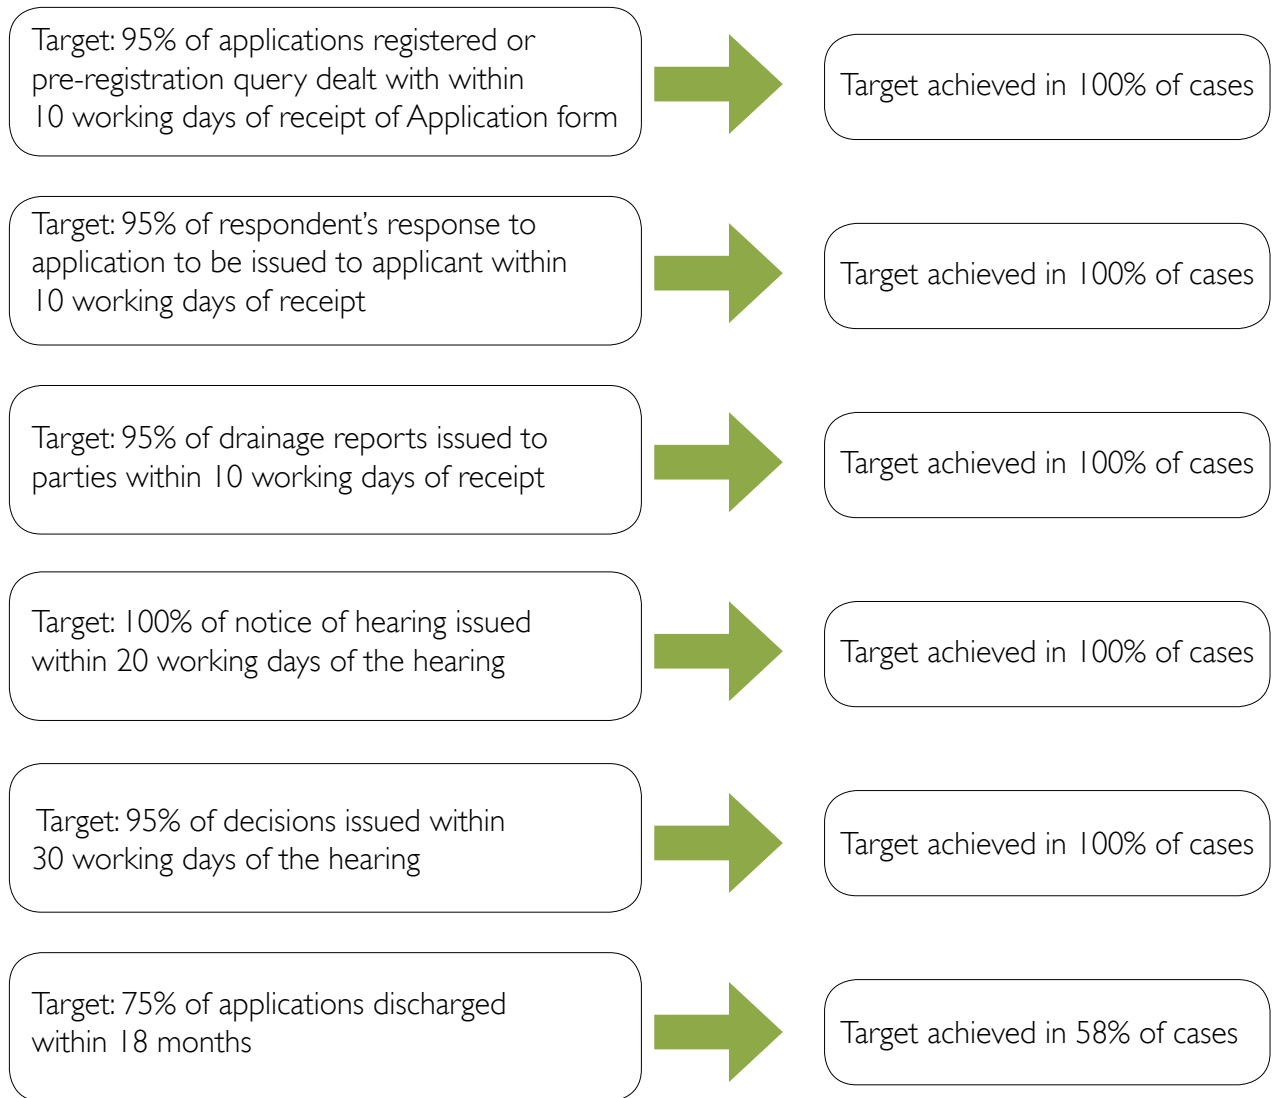 Target: 95% of applications registered or
pre-registration query dealt with within
10 working days of receipt of Application form
Target achieved in 100% of cases
Target: 95% of respondent’s response to
application to be issued to applicant within
10 working days of receipt
Target achieved in 100% of cases
Target: 95% of drainage reports issued to
parties within 10 working days of receipt
Target achieved in 100% of cases
Target: 100% of notice of hearing issued
within 20 working days of the hearing
Target achieved in 100% of cases
Target: 95% of decisions issued within
30 working days of the hearing
Target achieved in 100% of cases
Target: 75% of applications discharged
within 18 months
Target achieved in 58% of cases